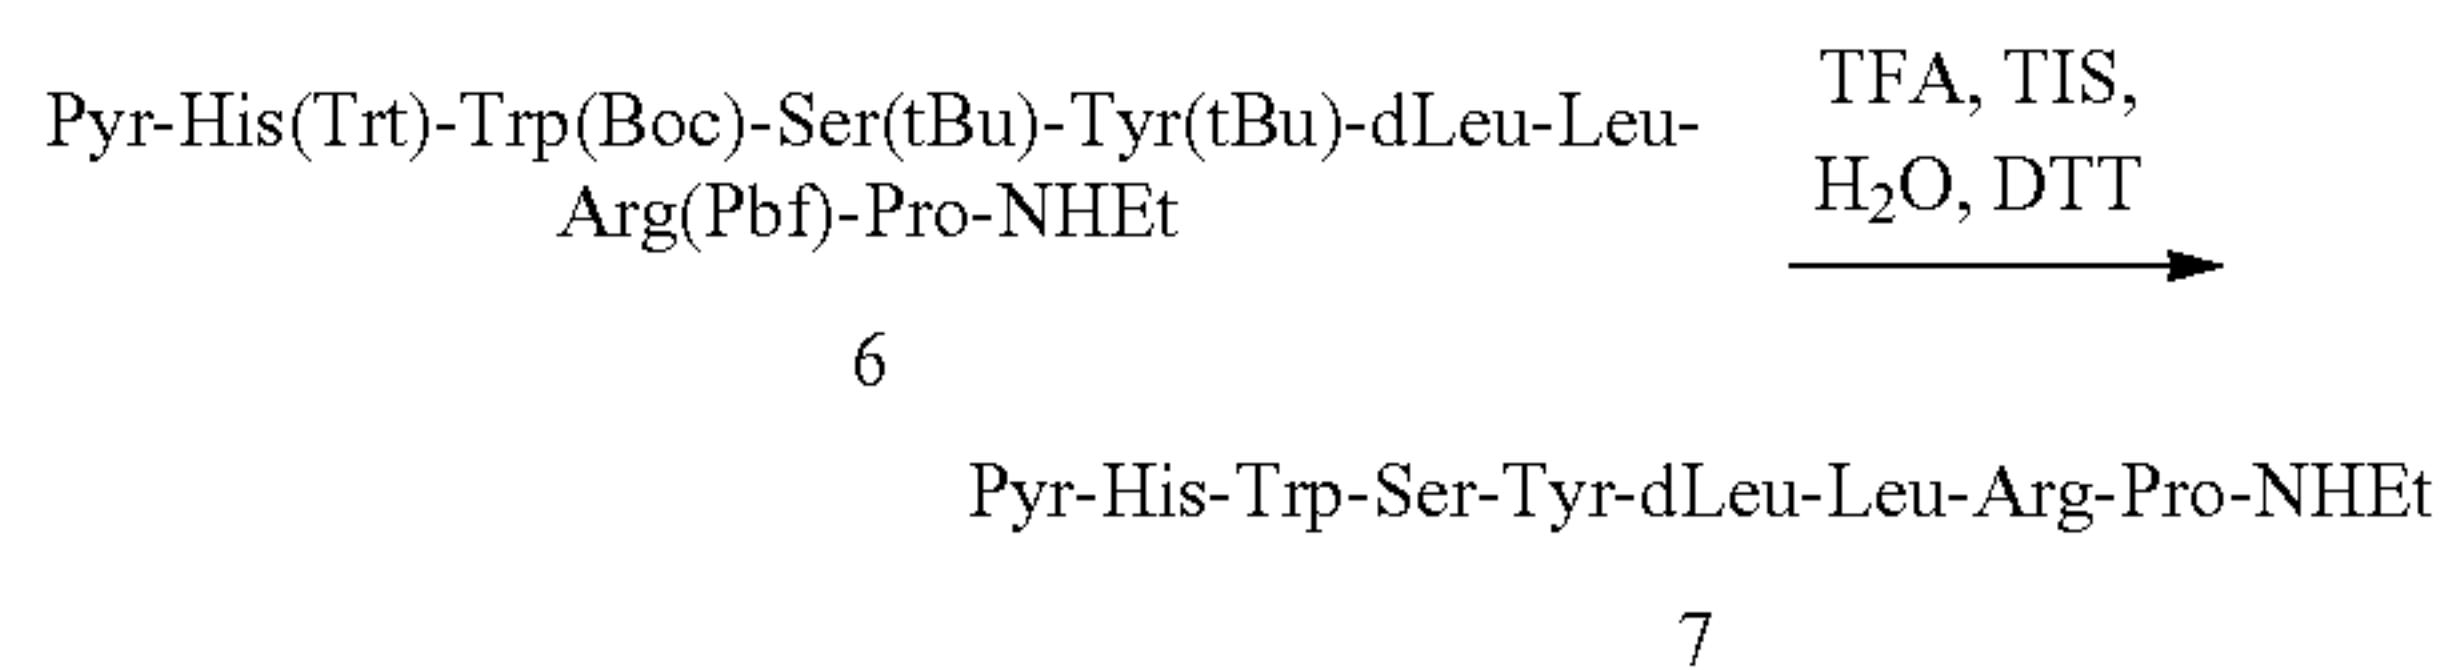 Pyr-His(Trt)-Trp(Boc)-Ser(tBu)-Tyr(tBu)-dLeu-Leu-
Arg(Pbf)-Pro-NHEt
6
TFA, TIS,
H₂O, DTT
Pyr-His-Trp-Ser-Tyr-dLeu-Leu-Arg-Pro-NHEt
7